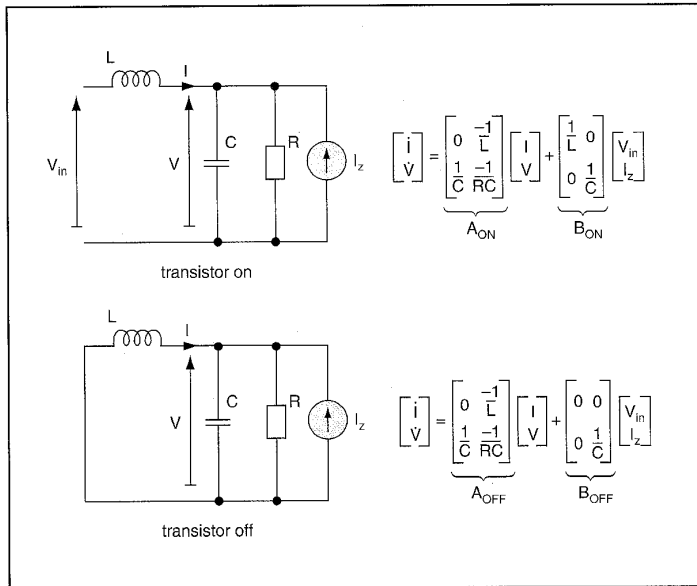 L I
V_in V C R I_z
[i V̇] = [0 -1/L; 1/C -1/RC] [I V] + [1/L 0; 0 1/C] [V_in I_z]
A_ON B_ON
transistor on
L I
V C R I_z
[i V̇] = [0 -1/L; 1/C -1/RC] [I V] + [0 0; 0 1/C] [V_in I_z]
A_OFF B_OFF
transistor off